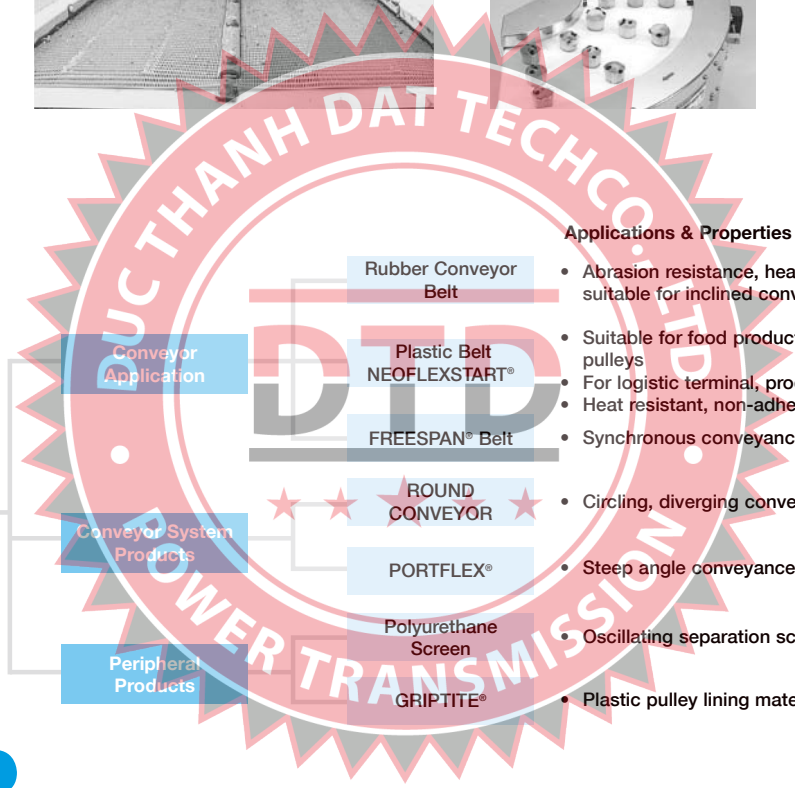 DUC THANH DAT TECHCO.,LTD
DTD
POWER TRANSMISSION
Applications & Properties
Conveyor
Application
Rubber Conveyor
Belt
• Abrasion resistance, hea
suitable for inclined conv
Plastic Belt
NEOFLEXSTART®
• Suitable for food product
pulleys
• For logistic terminal, pro
• Heat resistant, non-adhe
FREESPAN® Belt
• Synchronous conveyanc
Conveyor System
Products
ROUND
CONVEYOR
• Circling, diverging conve
PORTFLEX®
• Steep angle conveyance
Peripheral
Products
Polyurethane
Screen
• Oscillating separation sc
GRIPTITE®
• Plastic pulley lining mate